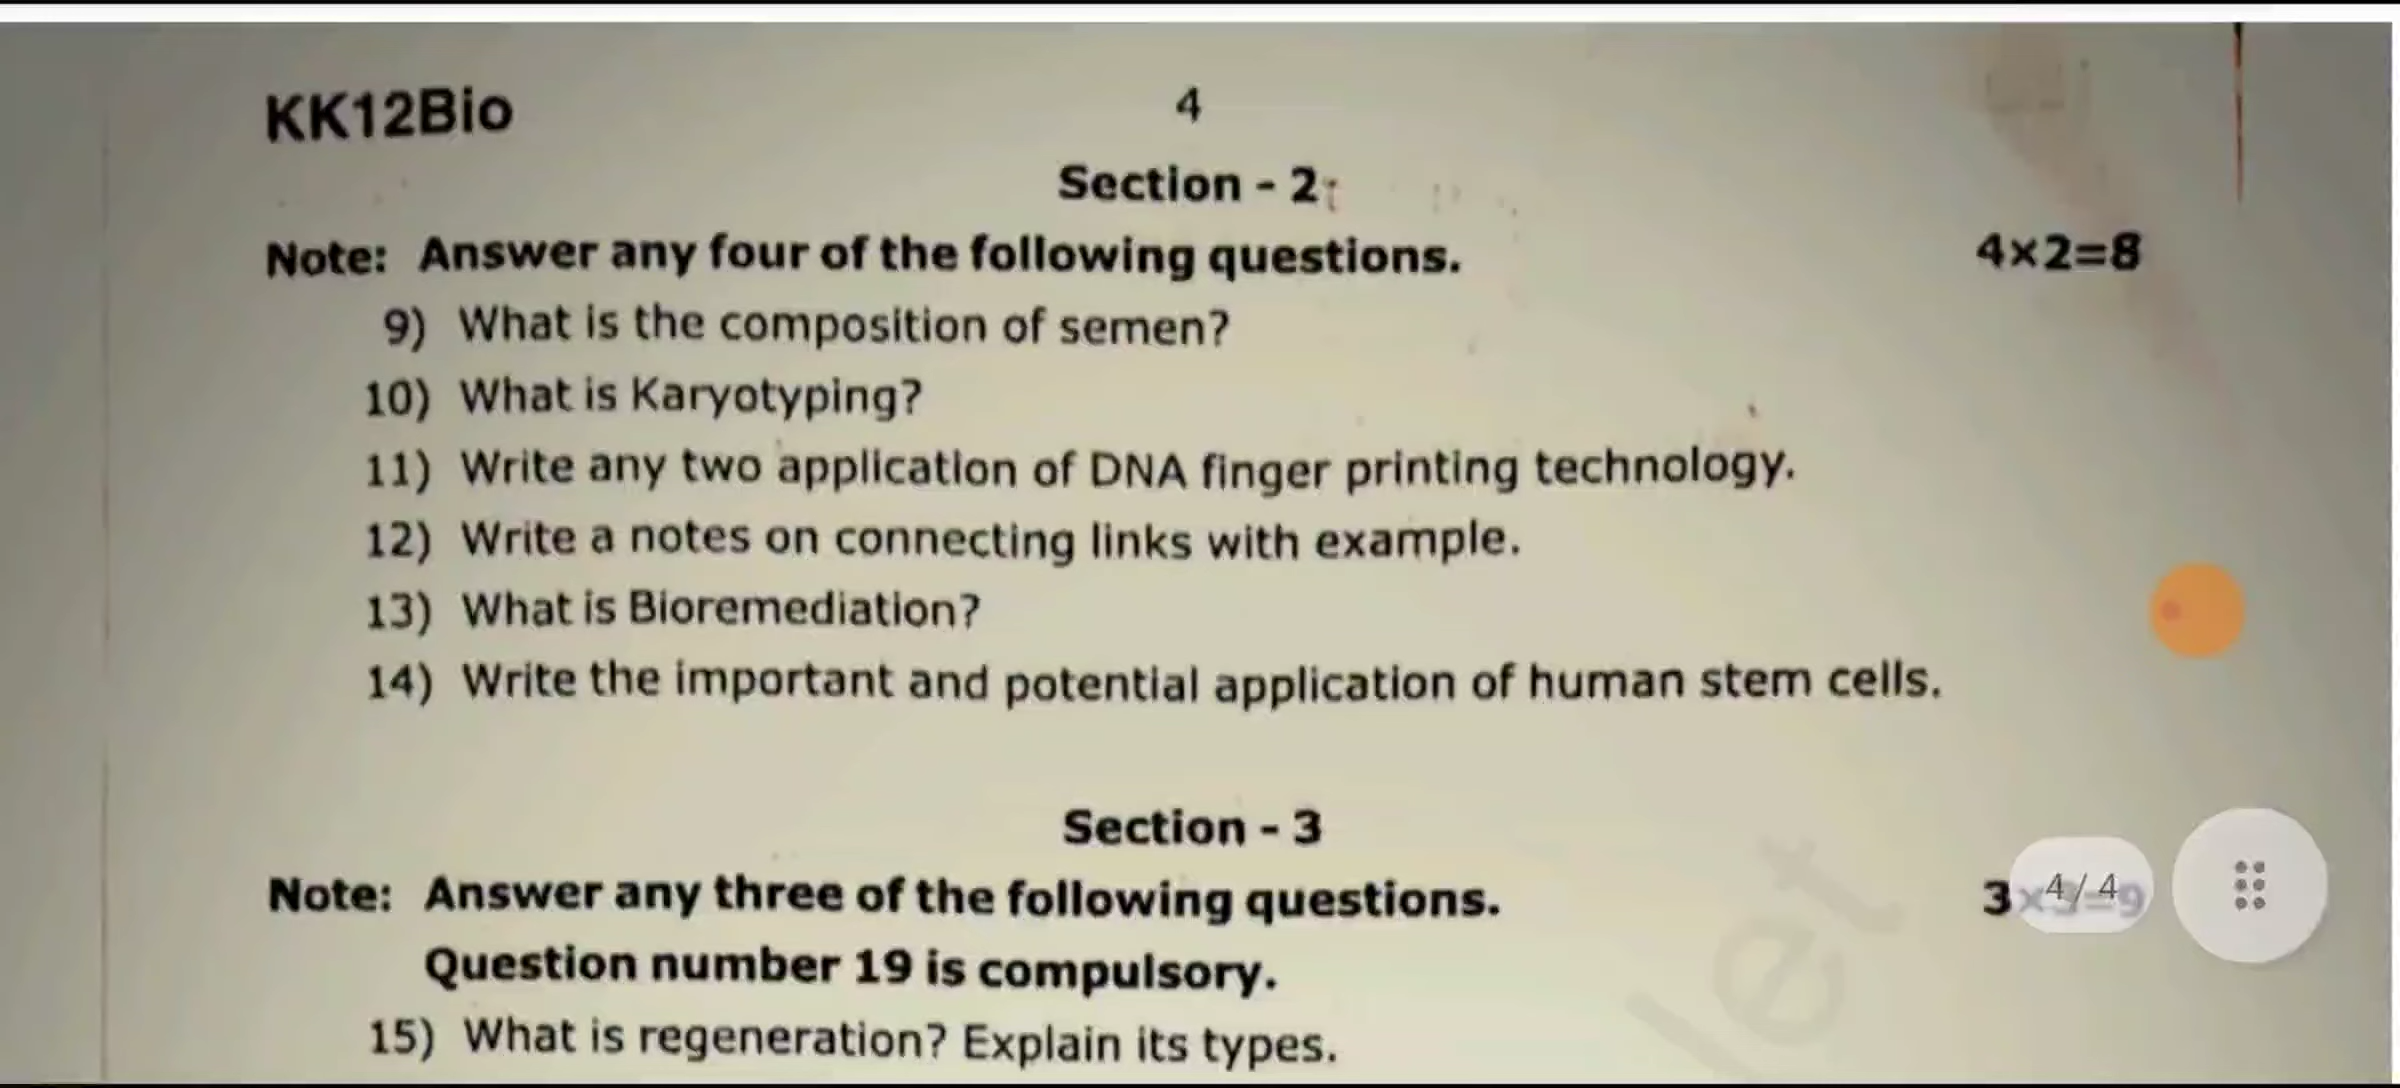 KK12Bio
4
Section - 2
Note: Answer any four of the following questions. 4×2=8
9) What is the composition of semen?
10) What is Karyotyping?
11) Write any two application of DNA finger printing technology.
12) Write a notes on connecting links with example.
13) What is Bioremediation?
14) Write the important and potential application of human stem cells.
Section - 3
Note: Answer any three of the following questions. 3
4/4
Question number 19 is compulsory.
15) What is regeneration? Explain its types.